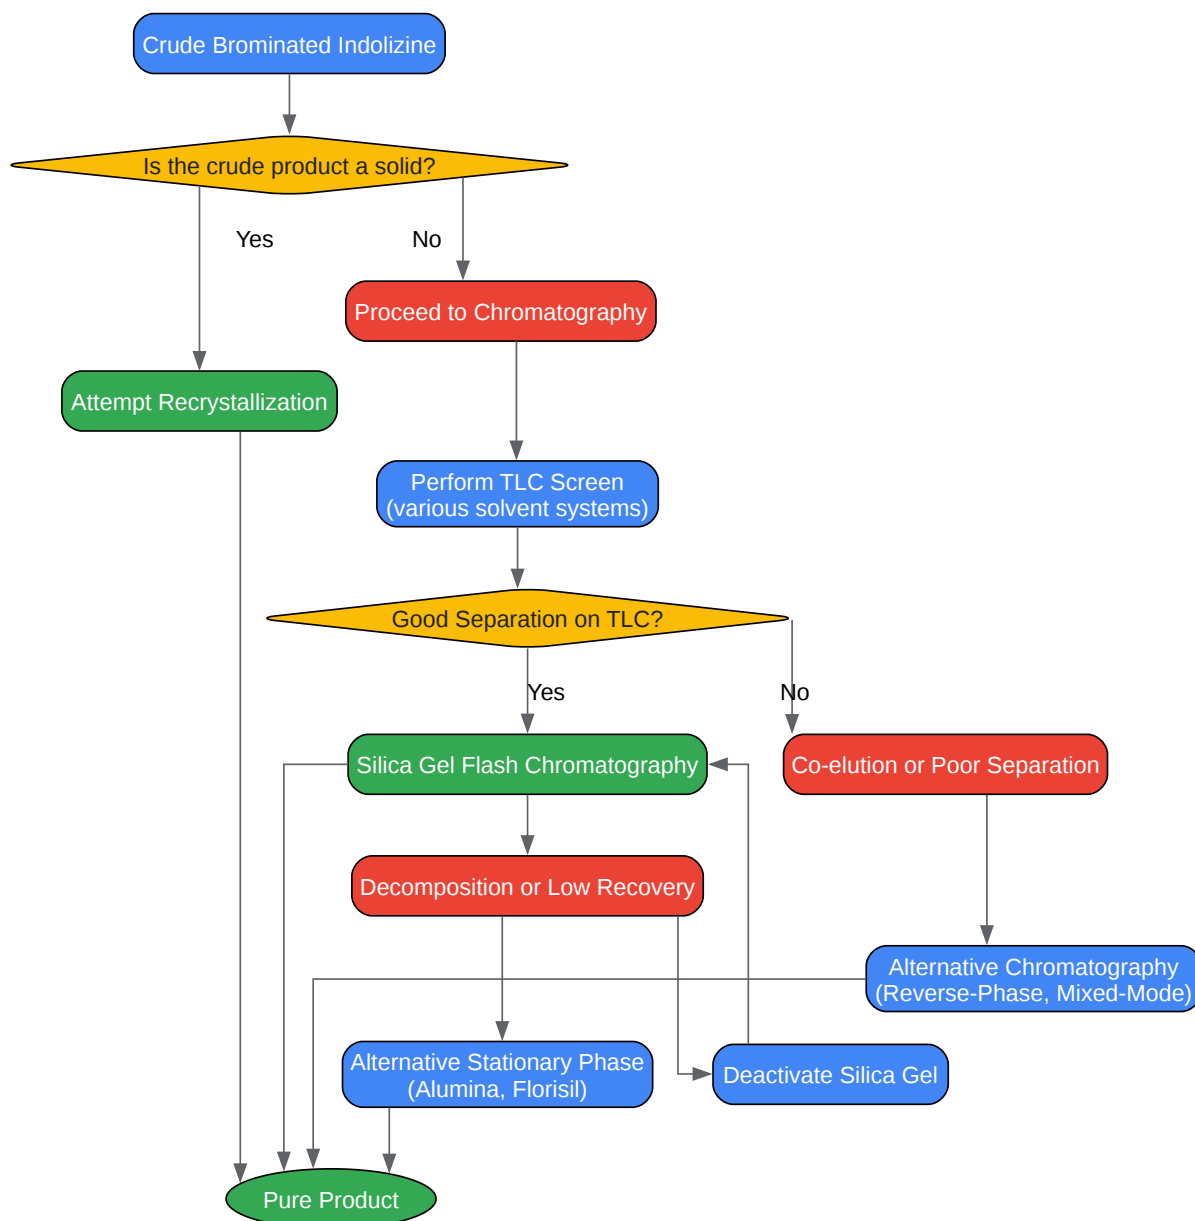 Crude Brominated Indolizine
Is the crude product a solid?
Yes
No
Proceed to Chromatography
Attempt Recrystallization
Perform TLC Screen
(various solvent systems)
Good Separation on TLC?
Yes
No
Silica Gel Flash Chromatography
Co-elution or Poor Separation
Decomposition or Low Recovery
Alternative Chromatography
(Reverse-Phase, Mixed-Mode)
Alternative Stationary Phase
(Alumina, Florisil)
Deactivate Silica Gel
Pure Product